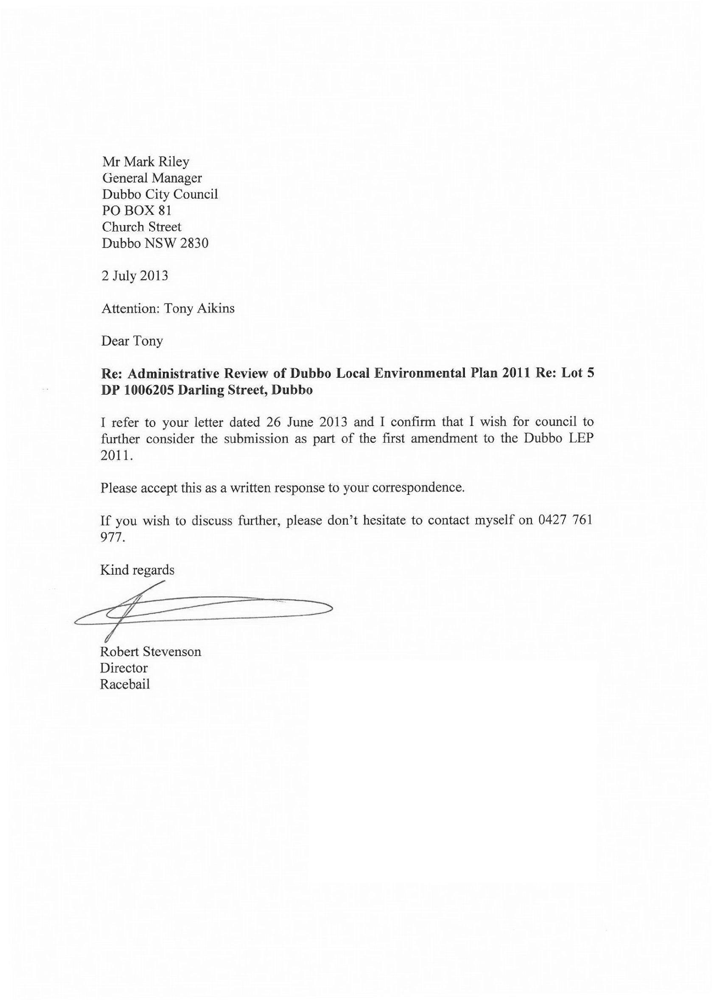 Mr Mark Riley
General Manager
Dubbo City Council
PO BOX 81
Church Street
Dubbo NSW 2830
2 July 2013
Attention: Tony Aikins
Dear Tony
Re: Administrative Review of Dubbo Local Environmental Plan 2011 Re: Lot 5
DP 1006205 Darling Street, Dubbo
I refer to your letter dated 26 June 2013 and I confirm that I wish for council to
further consider the submission as part of the first amendment to the Dubbo LEP
2011.
Please accept this as a written response to your correspondence.
If you wish to discuss further, please don't hesitate to contact myself on 0427 761
977.
Kind regards
Robert Stevenson
Director
Racebail